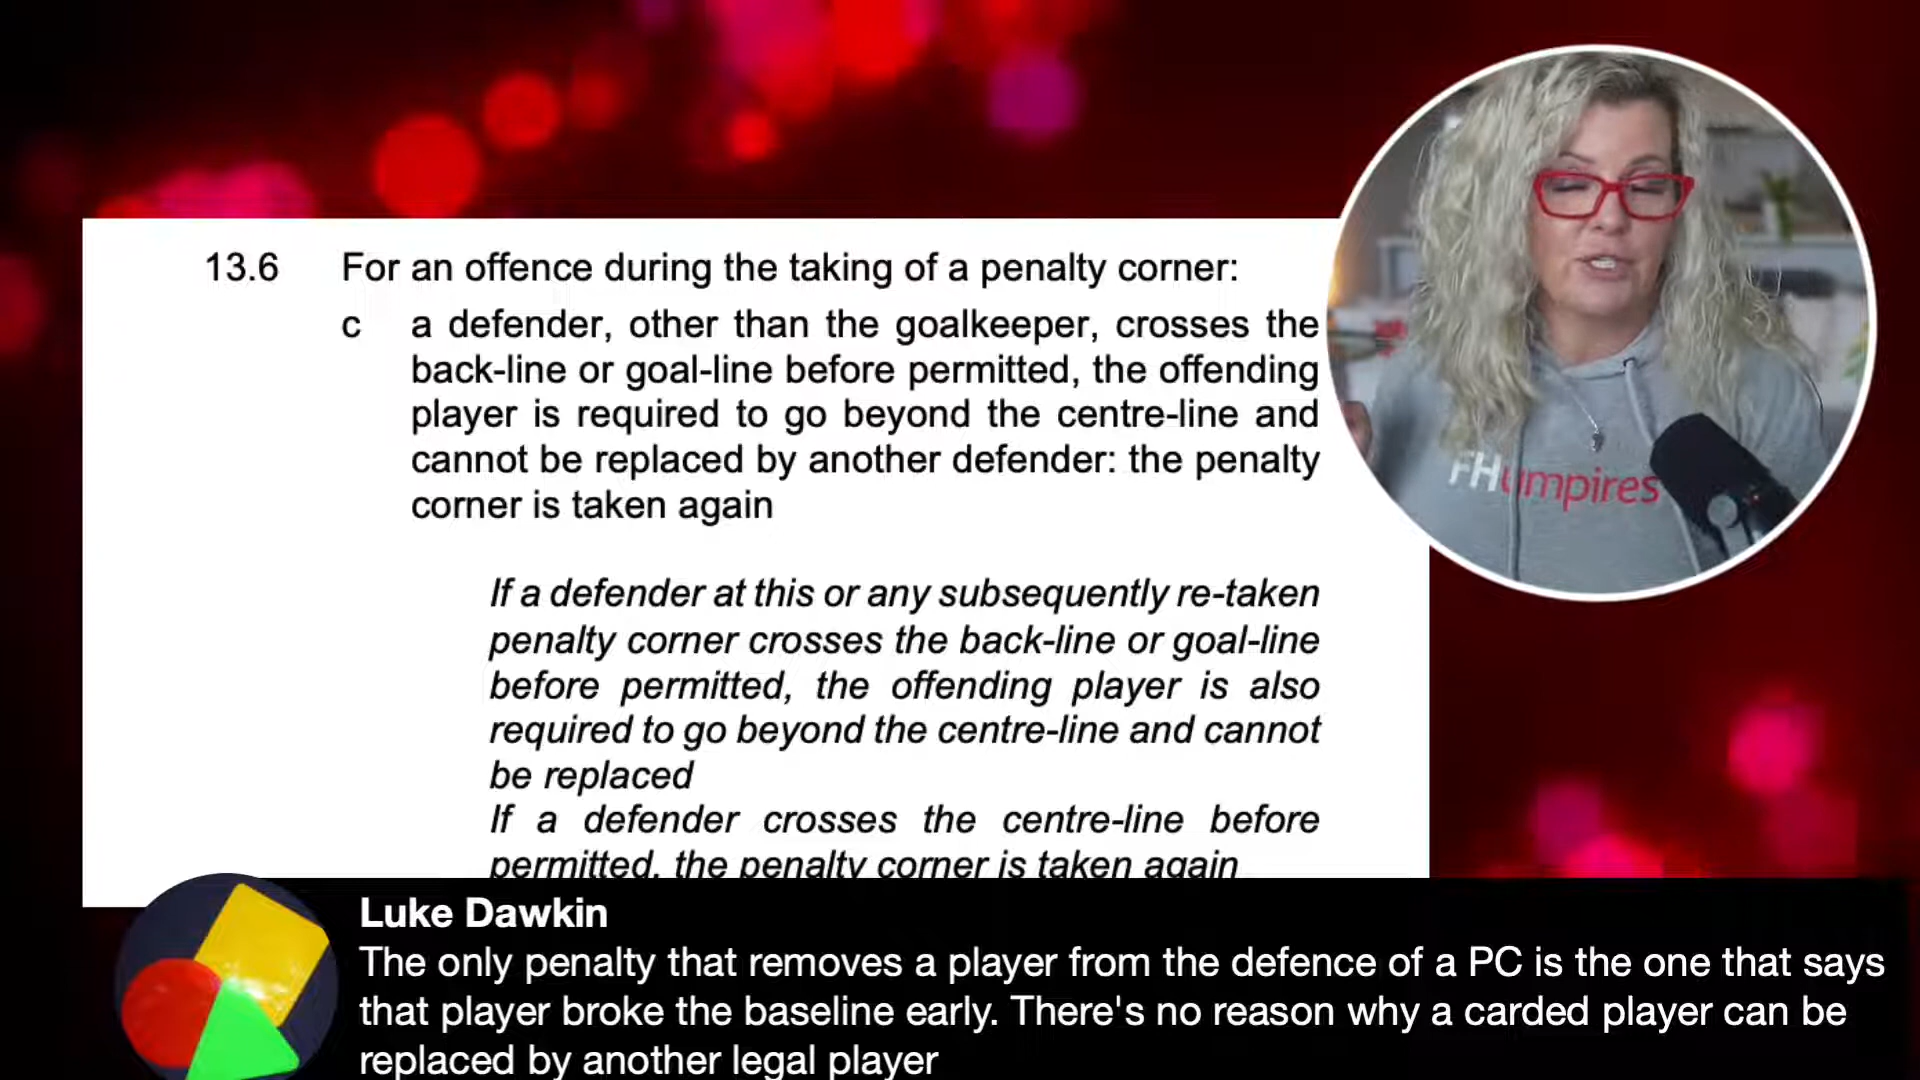 13.6 For an offence during the taking of a penalty corner:
c a defender, other than the goalkeeper, crosses the
back-line or goal-line before permitted, the offending
player is required to go beyond the centre-line and
cannot be replaced by another defender: the penalty
corner is taken again
If a defender at this or any subsequently re-taken
penalty corner crosses the back-line or goal-line
before permitted, the offending player is also
required to go beyond the centre-line and cannot
be replaced
If a defender crosses the centre-line before
permitted, the penalty corner is taken again
FHumpires
Luke Dawkin
The only penalty that removes a player from the defence of a PC is the one that says
that player broke the baseline early. There's no reason why a carded player can be
replaced by another legal player